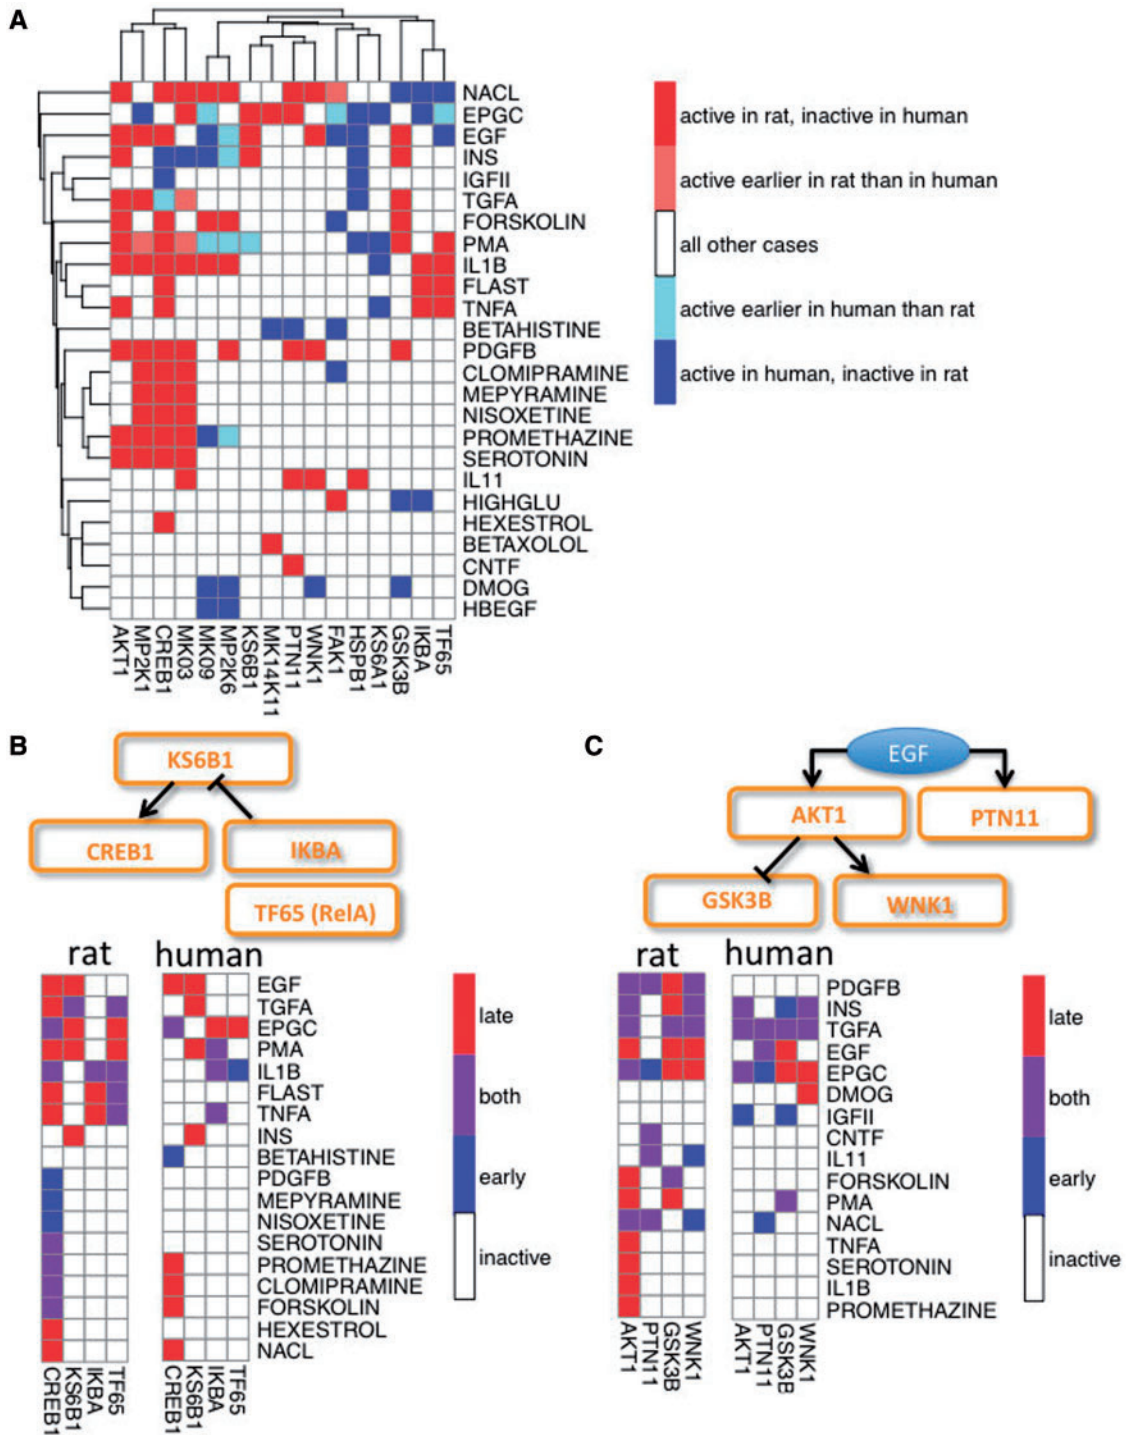 A
NACL
EPGC
EGF
INS
IGFII
TGFA
FORSKOLIN
PMA
IL1B
FLAST
TNFA
BETAHISTINE
PDGFB
CLOMIPRAMINE
MEPYRAMINE
NISOXETINE
PROMETHAZINE
SEROTONIN
IL11
HIGHGLU
HEXESTROL
BETAXOLOL
CNTF
DMOG
HBEGF
active in rat, inactive in human
active earlier in rat than in human
all other cases
active earlier in human than rat
active in human, inactive in rat
AKT1
MP2K1
CREB1
MK03
MK09
MP2K6
KS6B1
MK14K11
PTN11
WNK1
FAK1
HSPB1
KS6A1
GSK3B
IKBA
TF65
B
KS6B1
CREB1
IKBA
TF65 (RelA)
rat
human
EGF
TGFA
EPGC
PMA
IL1B
FLAST
TNFA
INS
BETAHISTINE
PDGFB
MEPYRAMINE
NISOXETINE
SEROTONIN
PROMETHAZINE
CLOMIPRAMINE
FORSKOLIN
HEXESTROL
NACL
late
both
early
inactive
CREB1
KS6B1
IKBA
TF65
CREB1
KS6B1
IKBA
TF65
C
EGF
AKT1
PTN11
GSK3B
WNK1
rat
human
PDGFB
INS
TGFA
EGF
EPGC
DMOG
IGFII
CNTF
IL11
FORSKOLIN
PMA
NACL
TNFA
SEROTONIN
IL1B
PROMETHAZINE
late
both
early
inactive
AKT1
PTN11
GSK3B
WNK1
AKT1
PTN11
GSK3B
WNK1